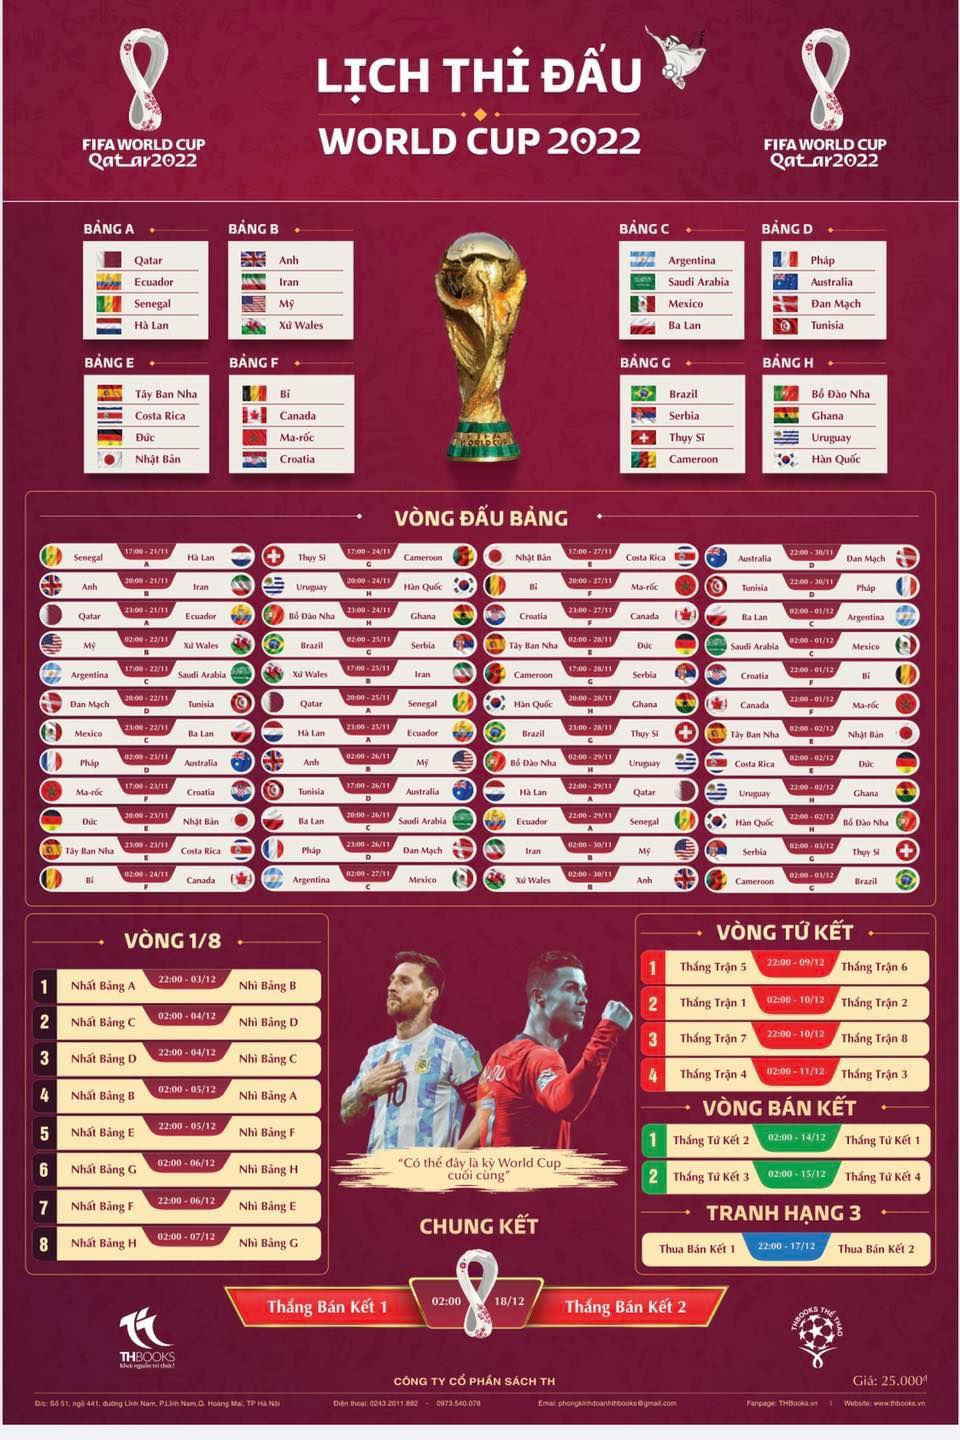 LỊCH THI ĐẤU
WORLD CUP 2022
FIFA WORLD CUP
Qatar2022
FIFA WORLD CUP
Qatar2022
BẢNG A
Qatar
Ecuador
Senegal
Hà Lan
BẢNG B
Anh
Iran
Mỹ
Xứ Wales
BẢNG C
Argentina
Saudi Arabia
Mexico
Ba Lan
BẢNG D
Pháp
Australia
Đan Mạch
Tunisia
BẢNG E
Tây Ban Nha
Costa Rica
Đức
Nhật Bản
BẢNG F
Bỉ
Canada
Ma-rốc
Croatia
BẢNG G
Brazil
Serbia
Thụy Sĩ
Cameroon
BẢNG H
Bồ Đào Nha
Ghana
Uruguay
Hàn Quốc
VÒNG ĐẤU BẢNG
Senegal 17:00 - 21/11 A Hà Lan
Anh 20:00 - 21/11 B Iran
Qatar 23:00 - 21/11 A Ecuador
Mỹ 02:00 - 22/11 B Xứ Wales
Argentina 17:00 - 22/11 C Saudi Arabia
Đan Mạch 20:00 - 22/11 D Tunisia
Mexico 23:00 - 22/11 C Ba Lan
Pháp 02:00 - 23/11 D Australia
Ma-rốc 17:00 - 23/11 F Croatia
Đức 20:00 - 23/11 E Nhật Bản
Tây Ban Nha 23:00 - 23/11 E Costa Rica
Bỉ 02:00 - 24/11 F Canada
Thụy Sĩ 17:00 - 24/11 G Cameroon
Uruguay 20:00 - 24/11 H Hàn Quốc
Bồ Đào Nha 23:00 - 24/11 H Ghana
Brazil 02:00 - 25/11 G Serbia
Xứ Wales 17:00 - 25/11 B Iran
Qatar 20:00 - 25/11 A Senegal
Hà Lan 23:00 - 25/11 A Ecuador
Anh 02:00 - 26/11 B Mỹ
Tunisia 17:00 - 26/11 D Australia
Ba Lan 20:00 - 26/11 C Saudi Arabia
Pháp 23:00 - 26/11 D Đan Mạch
Argentina 02:00 - 27/11 C Mexico
Nhật Bản 17:00 - 27/11 E Costa Rica
Bỉ 20:00 - 27/11 F Ma-rốc
Croatia 23:00 - 27/11 F Canada
Tây Ban Nha 02:00 - 28/11 E Đức
Cameroon 17:00 - 28/11 G Serbia
Hàn Quốc 20:00 - 28/11 H Ghana
Brazil 23:00 - 28/11 G Thụy Sĩ
Bồ Đào Nha 02:00 - 29/11 H Uruguay
Hà Lan 22:00 - 29/11 A Qatar
Ecuador 22:00 - 29/11 A Senegal
Iran 02:00 - 30/11 B Mỹ
Xứ Wales 02:00 - 30/11 B Anh
Australia 22:00 - 30/11 D Đan Mạch
Tunisia 22:00 - 30/11 D Pháp
Ba Lan 02:00 - 01/12 C Argentina
Saudi Arabia 02:00 - 01/12 C Mexico
Croatia 22:00 - 01/12 F Bỉ
Canada 22:00 - 01/12 F Ma-rốc
Tây Ban Nha 02:00 - 02/12 E Nhật Bản
Costa Rica 02:00 - 02/12 E Đức
Uruguay 22:00 - 02/12 H Ghana
Hàn Quốc 22:00 - 02/12 H Bồ Đào Nha
Serbia 02:00 - 03/12 G Thụy Sĩ
Cameroon 02:00 - 03/12 G Brazil
VÒNG 1/8
1 Nhất Bảng A 22:00 - 03/12 Nhì Bảng B
2 Nhất Bảng C 02:00 - 04/12 Nhì Bảng D
3 Nhất Bảng D 22:00 - 04/12 Nhì Bảng C
4 Nhất Bảng B 02:00 - 05/12 Nhì Bảng A
5 Nhất Bảng E 22:00 - 05/12 Nhì Bảng F
6 Nhất Bảng G 02:00 - 06/12 Nhì Bảng H
7 Nhất Bảng F 22:00 - 06/12 Nhì Bảng E
8 Nhất Bảng H 02:00 - 07/12 Nhì Bảng G
10
"Có thể đây là kỳ World Cup
cuối cùng"
VÒNG TỨ KẾT
1 Thắng Trận 5 22:00 - 09/12 Thắng Trận 6
2 Thắng Trận 1 02:00 - 10/12 Thắng Trận 2
3 Thắng Trận 7 22:00 - 10/12 Thắng Trận 8
4 Thắng Trận 4 02:00 - 11/12 Thắng Trận 3
VÒNG BÁN KẾT
1 Thắng Tứ Kết 2 02:00 - 14/12 Thắng Tứ Kết 1
2 Thắng Tứ Kết 3 02:00 - 15/12 Thắng Tứ Kết 4
TRANH HẠNG 3
Thua Bán Kết 1 22:00 - 17/12 Thua Bán Kết 2
CHUNG KẾT
Thắng Bán Kết 1 02:00 18/12 Thắng Bán Kết 2
THBOOKS
Khơi nguồn tri thức!
THBOOKS THỂ THAO
CÔNG TY CỔ PHẦN SÁCH TH
Giá: 25.000đ
Đ/c: Số 51, ngõ 441, đường Lĩnh Nam, P.Lĩnh Nam,Q. Hoàng Mai, TP Hà Nội Điện thoại: 0243.2011.882 - 0973.540.078 Emai: phongkinhdoanhthbooks@gmail.com Fanpage: THBooks.vn | Website: www.thbooks.vn